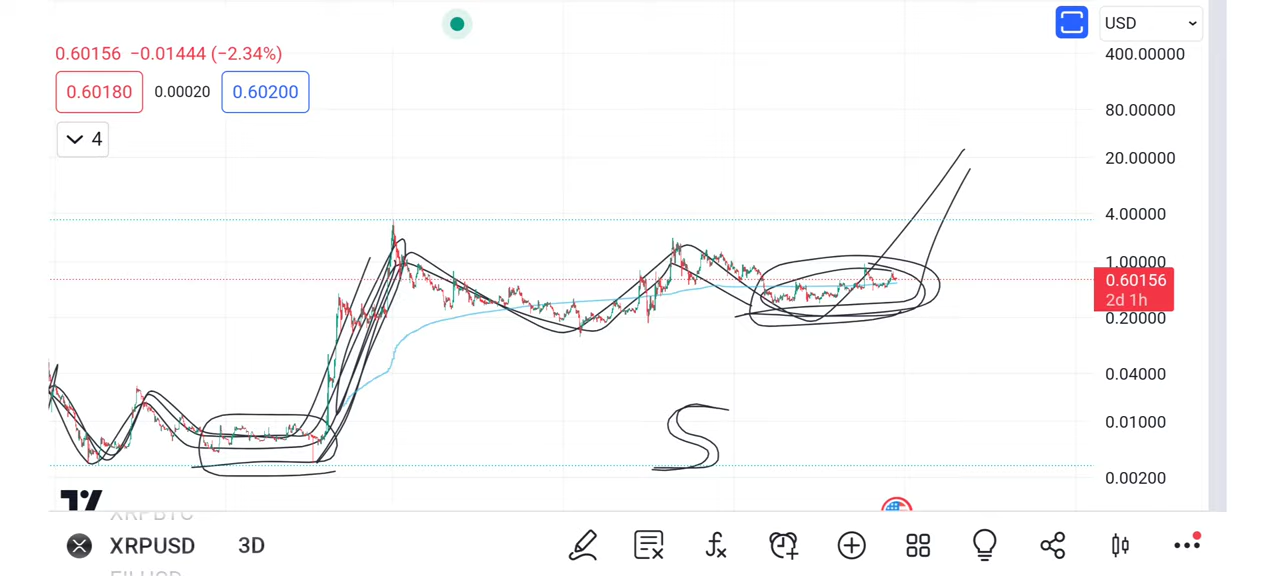 USD
400.00000
0.60156 −0.01444 (−2.34%)
0.60180 0.00020 0.60200
80.00000
4
20.00000
4.00000
1.00000
0.60156
2d 1h
0.20000
0.04000
S
0.01000
0.00200
XRPBTC
XRPUSD 3D